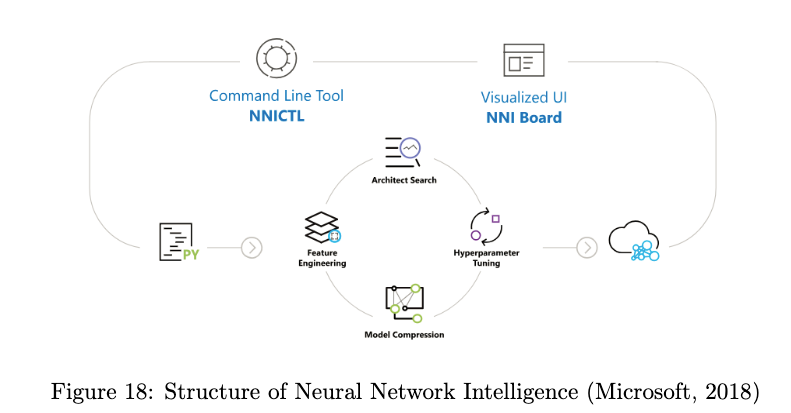 Command Line Tool
NNICTL
Visualized UI
NNI Board
Architect Search
PY
Feature
Engineering
Hyperparameter
Tuning
Model Compression
Figure 18: Structure of Neural Network Intelligence (Microsoft, 2018)